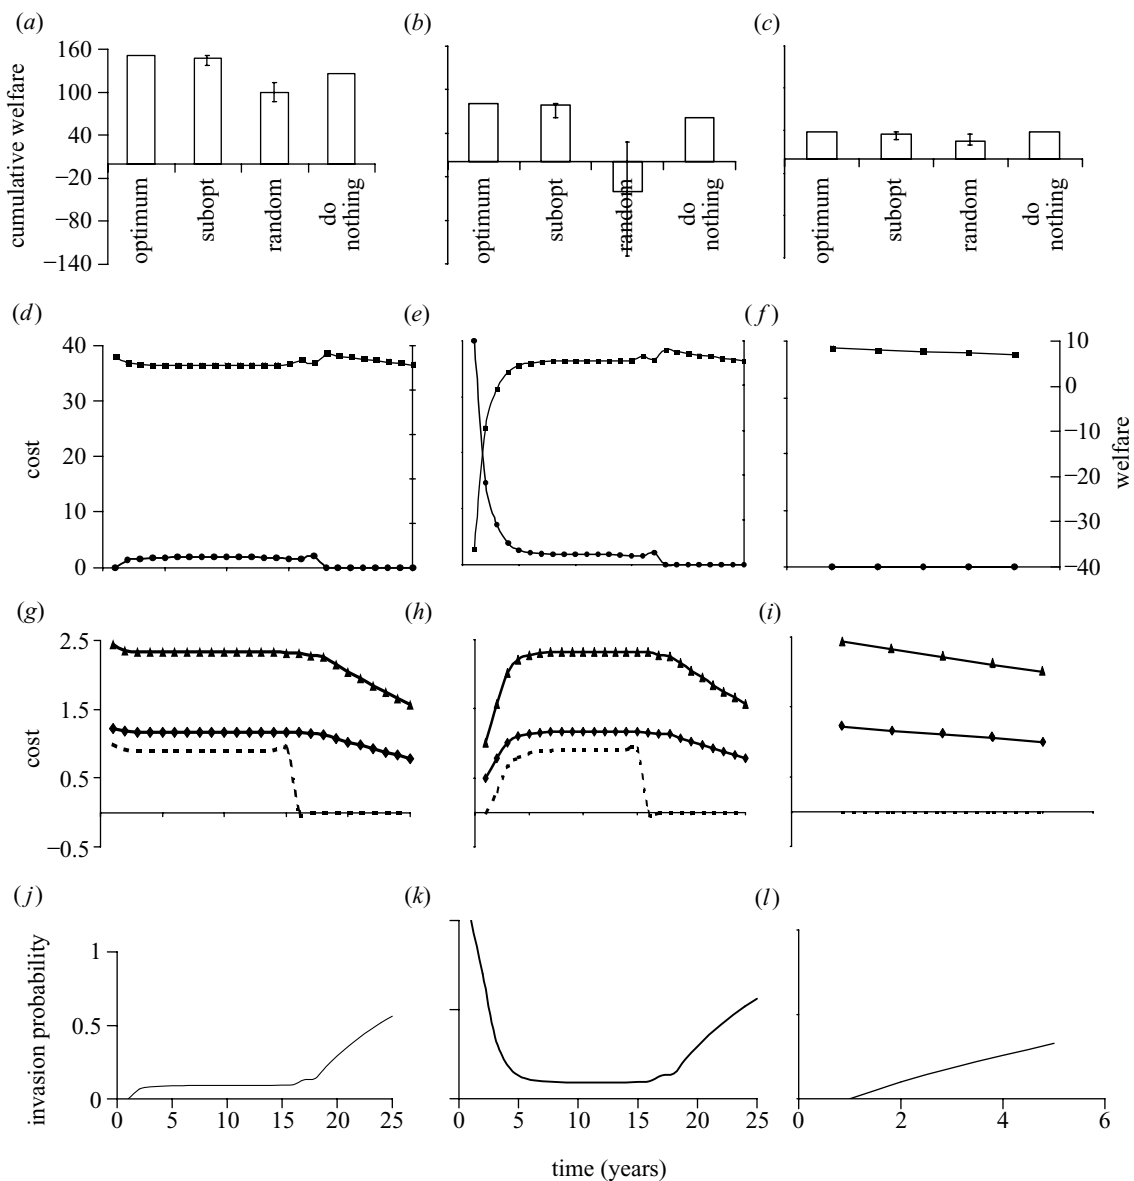 (a) (b) (c)
160
100
40
−20
−80
−140
cumulative welfare
optimum subopt random do nothing
optimum subopt random do nothing
optimum subopt random do nothing
(d) (e) (f)
40
30
20
10
0
cost
10
0
−10
−20
−30
−40
welfare
(g) (h) (i)
2.5
1.5
0.5
−0.5
cost
(j) (k) (l)
1
0.5
0
invasion probability
0 5 10 15 20 25
0 5 10 15 20 25
0 2 4 6
time (years)